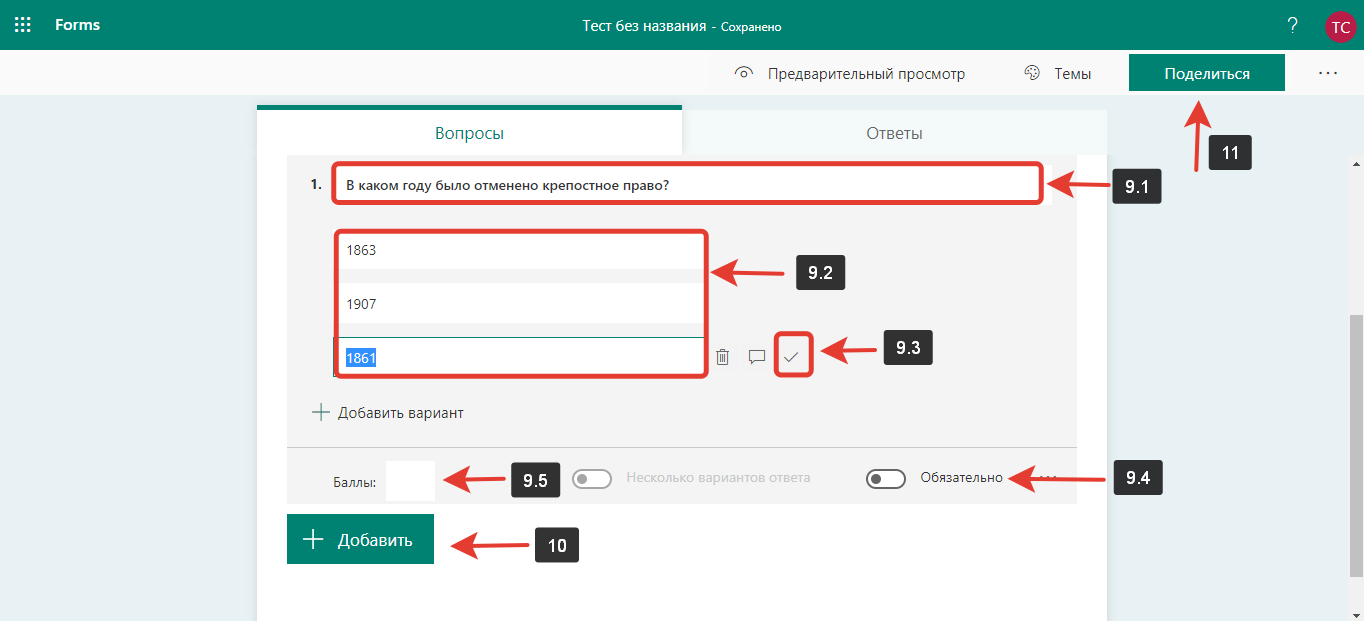 Forms
Тест без названия - Сохранено
?
TC
Предварительный просмотр
Темы
Поделиться
...
11
Вопросы
Ответы
1.
В каком году было отменено крепостное право?
9.1
1863
9.2
1907
1861
9.3
Добавить вариант
Баллы:
9.5
Несколько вариантов ответа
Обязательно
9.4
Добавить
10